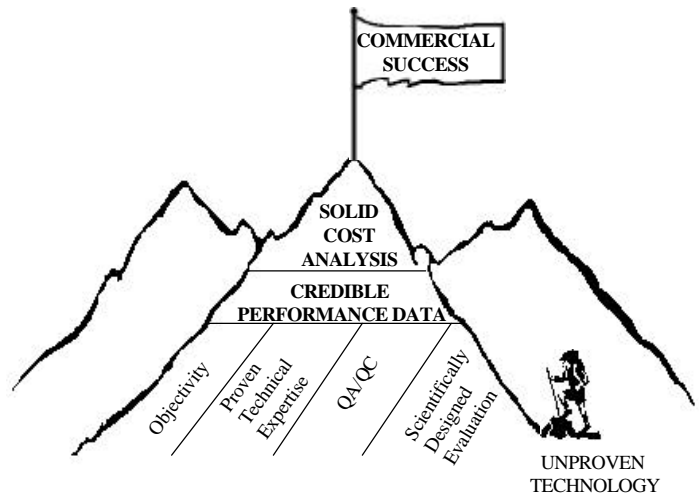 COMMERCIAL
SUCCESS
SOLID
COST
ANALYSIS
CREDIBLE
PERFORMANCE DATA
Objectivity
Proven
Technical
Expertise
QA/QC
Scientifically
Designed
Evaluation
UNPROVEN
TECHNOLOGY